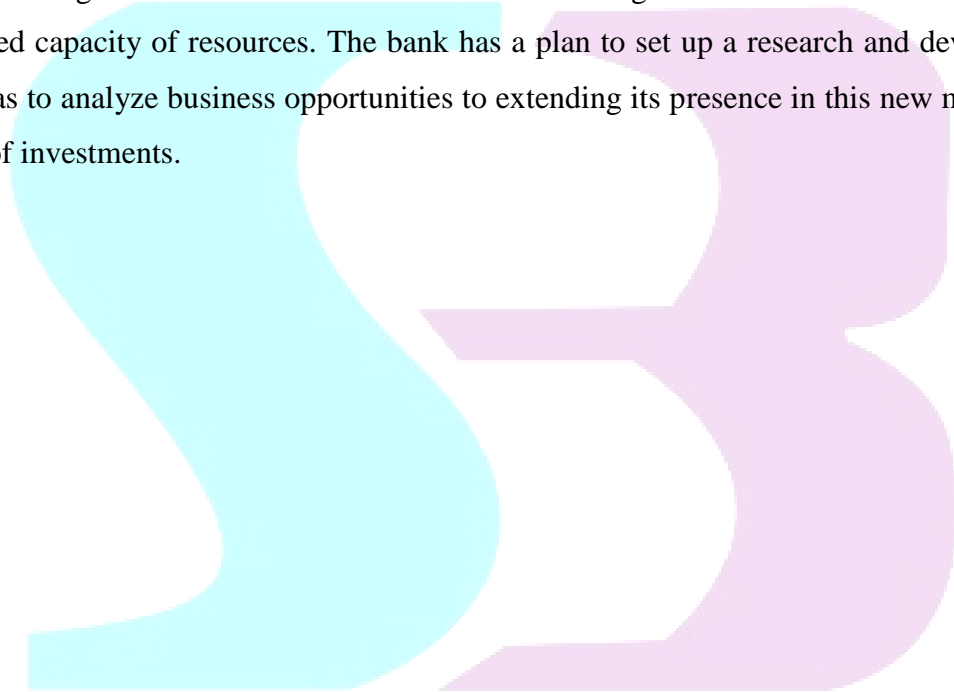 ed capacity of resources. The bank has a plan to set up a research and dev
as to analyze business opportunities to extending its presence in this new
of investments.